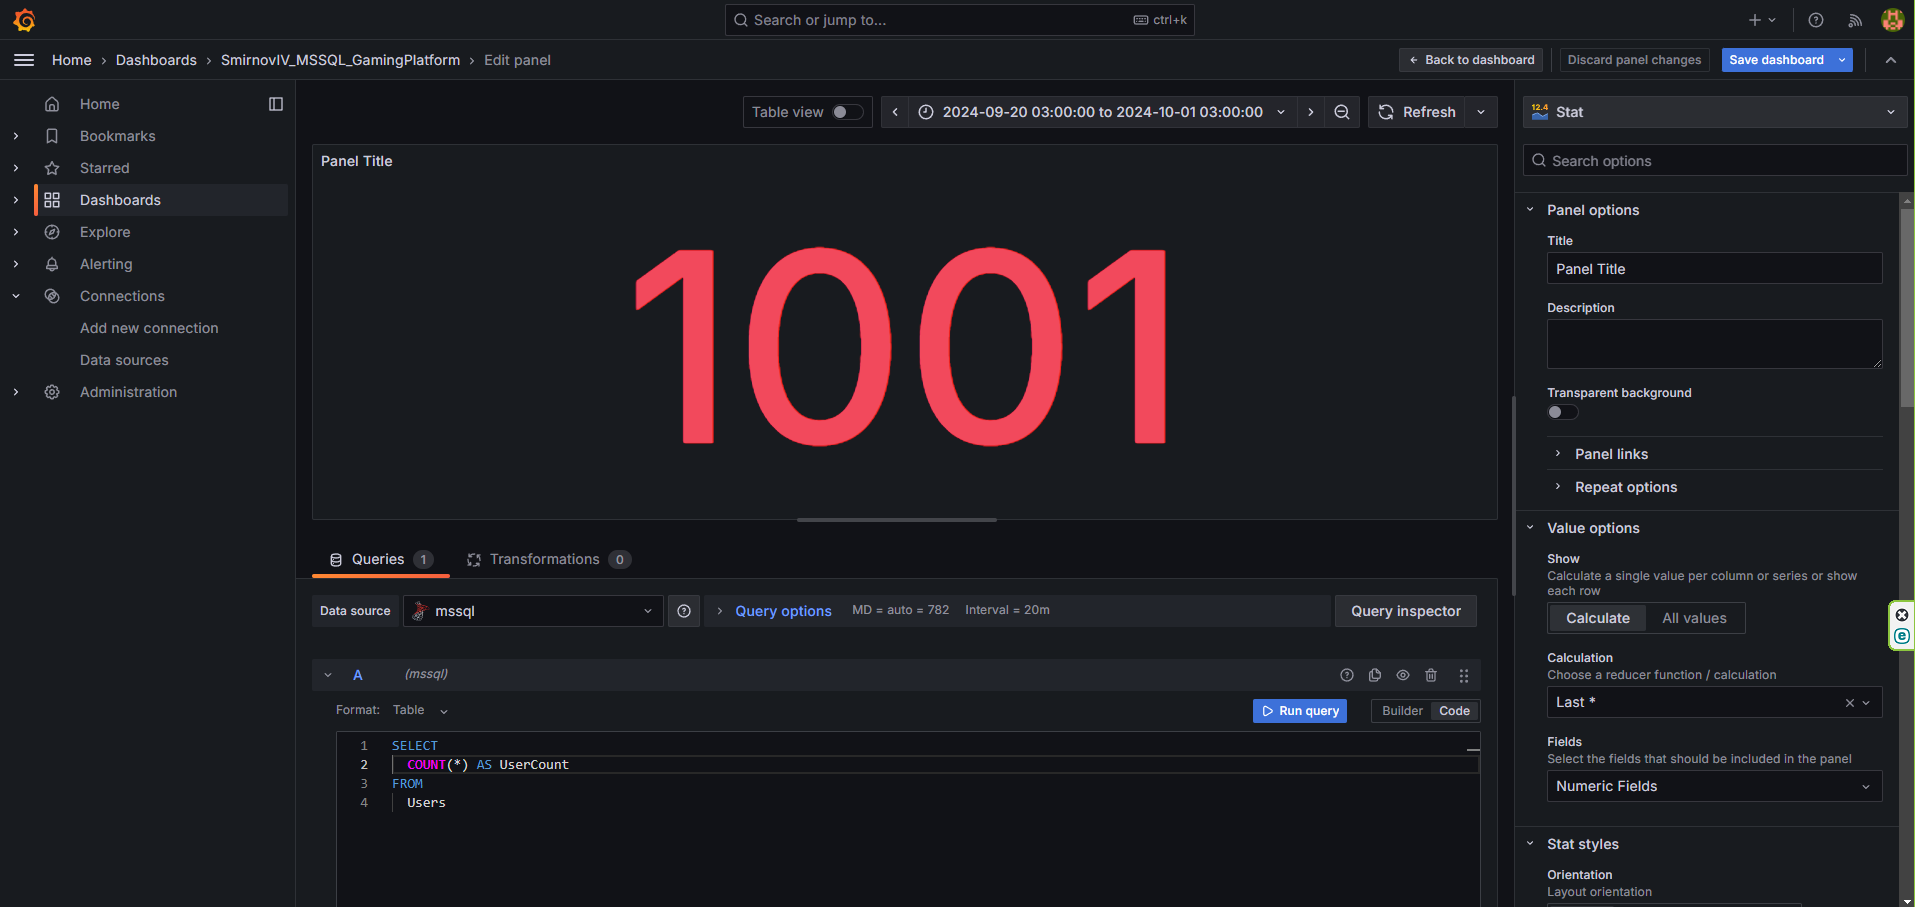 Search or jump to...
ctrl+k
Home › Dashboards › SmirnovIV_MSSQL_GamingPlatform › Edit panel
Back to dashboard
Discard panel changes
Save dashboard
Home
Bookmarks
Starred
Dashboards
Explore
Alerting
Connections
Add new connection
Data sources
Administration
Table view
2024-09-20 03:00:00 to 2024-10-01 03:00:00
Refresh
Panel Title
1001
Queries 1
Transformations 0
Data source
mssql
Query options
MD = auto = 782
Interval = 20m
Query inspector
A
(mssql)
Format: Table
Run query
Builder
Code
1 SELECT
2 COUNT(*) AS UserCount
3 FROM
4 Users
12.4
Stat
Search options
Panel options
Title
Panel Title
Description
Transparent background
Panel links
Repeat options
Value options
Show
Calculate a single value per column or series or show
each row
Calculate
All values
Calculation
Choose a reducer function / calculation
Last *
Fields
Select the fields that should be included in the panel
Numeric Fields
Stat styles
Orientation
Layout orientation